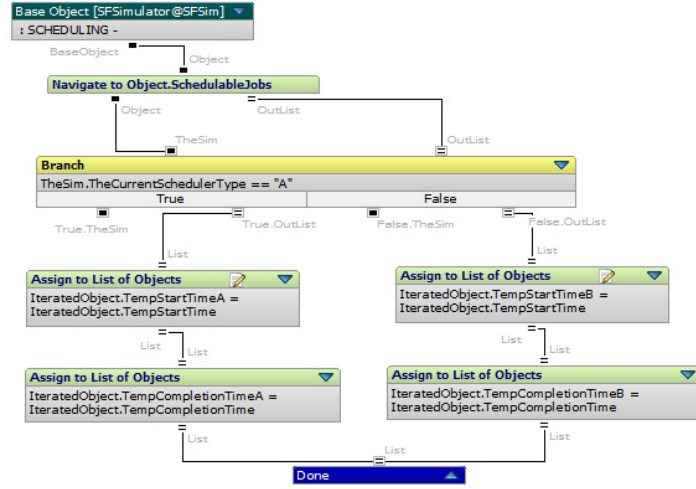 Base Object [SFSimulator@SFSim]
: SCHEDULING -
BaseObject
Object
Navigate to Object.SchedulableJobs
Object
OutList
TheSim
OutList
Branch
TheSim.TheCurrentSchedulerType == "A"
True
False
True.TheSim
True.OutList
False.TheSim
False.OutList
List
List
Assign to List of Objects
IteratedObject.TempStartTimeA =
IteratedObject.TempStartTime
Assign to List of Objects
IteratedObject.TempStartTimeB =
IteratedObject.TempStartTime
List
List
List
List
Assign to List of Objects
IteratedObject.TempCompletionTimeA =
IteratedObject.TempCompletionTime
Assign to List of Objects
IteratedObject.TempCompletionTimeB =
IteratedObject.TempCompletionTime
List
List
List
Done